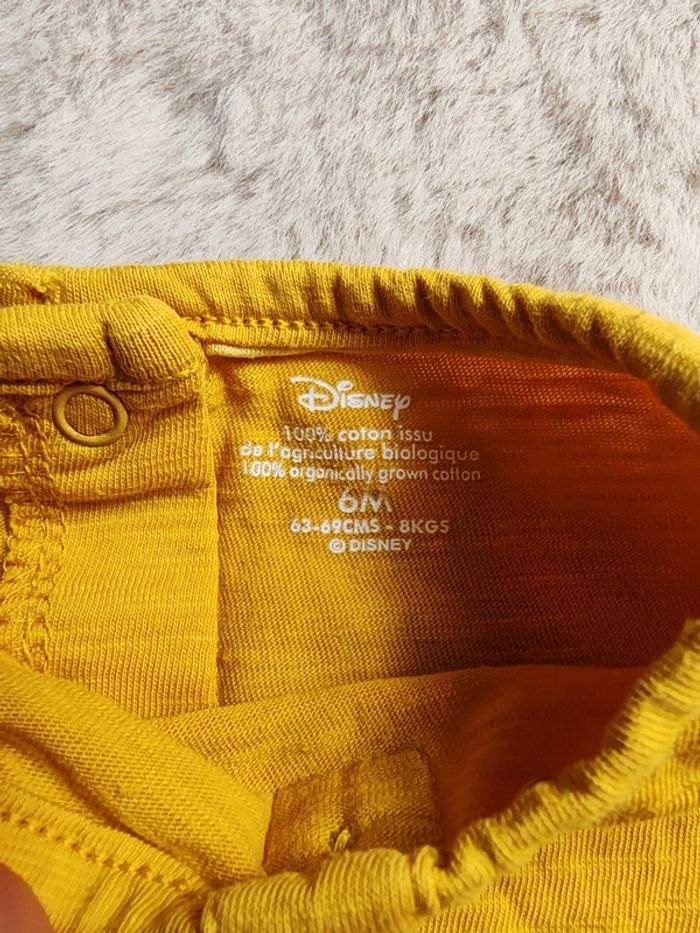 Disney
100% coton issu
de l'agriculture biologique
100% organically grown cotton
6M
63-69CMS - 8KGS
© DISNEY